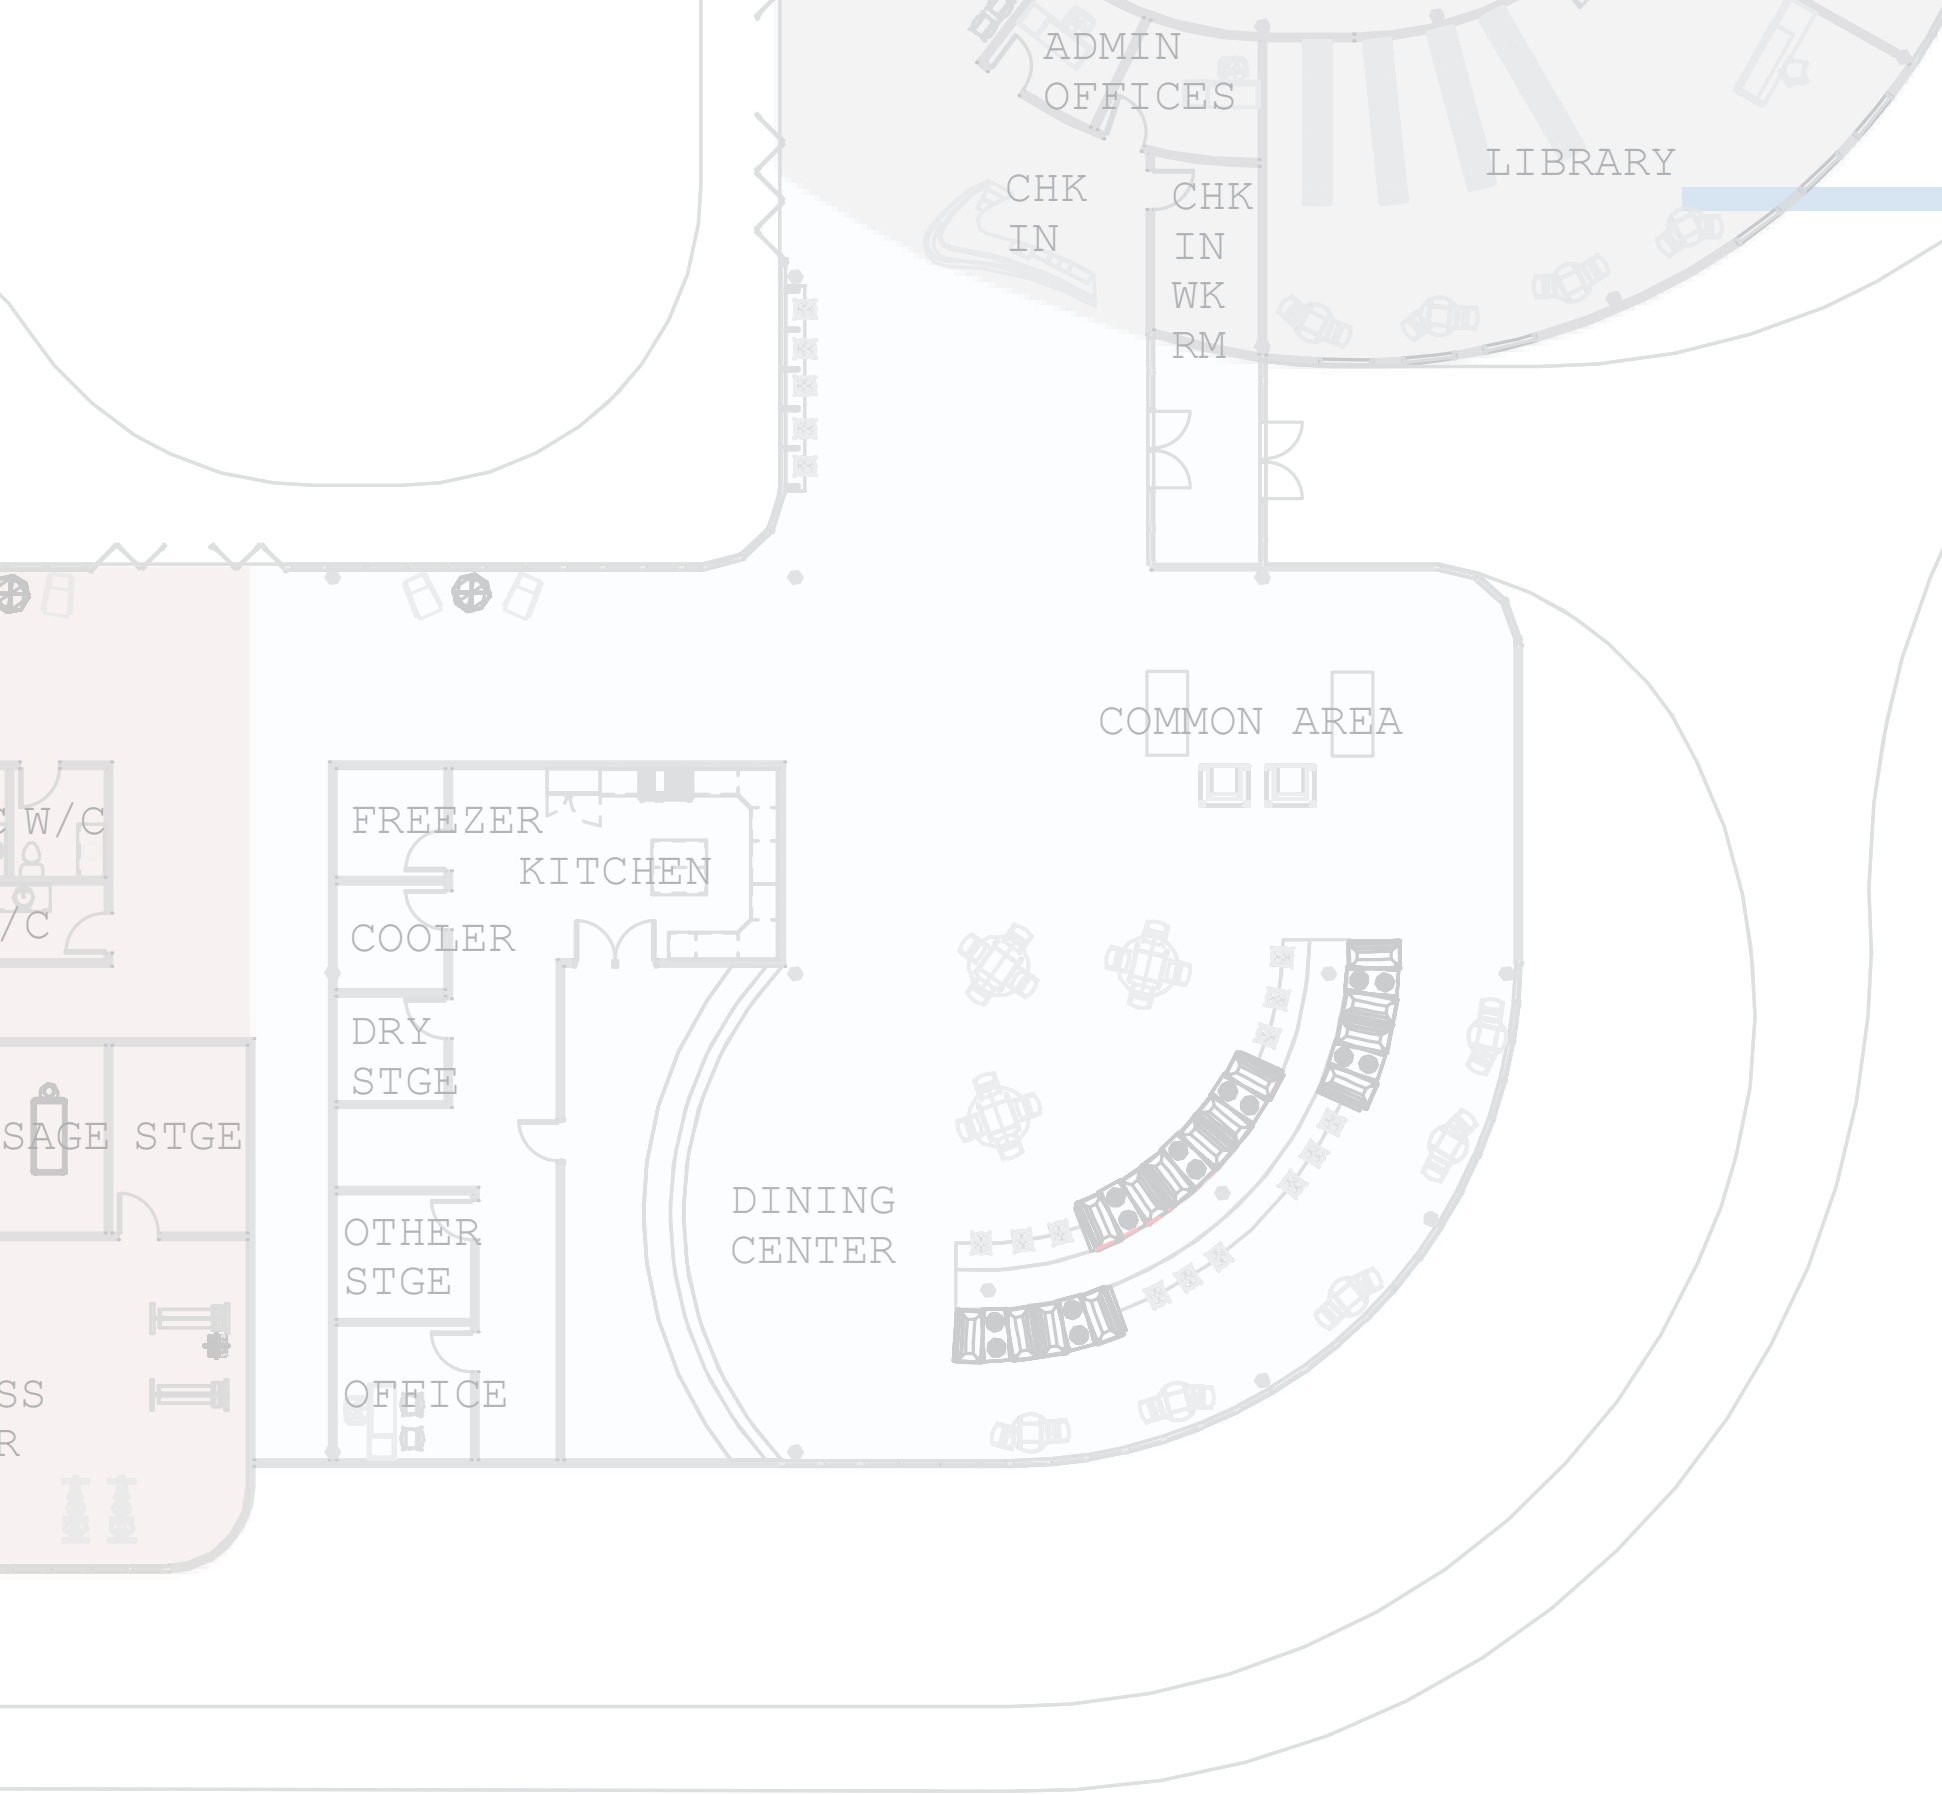 ADMIN
OFFICES
LIBRARY
CHK
IN
CHK
IN
WK
RM
COMMON AREA
W/C
FREEZER
KITCHEN
/C
COOLER
DRY
STGE
SAGE STGE
DINING
CENTER
OTHER
STGE
OFFICE
SS
R